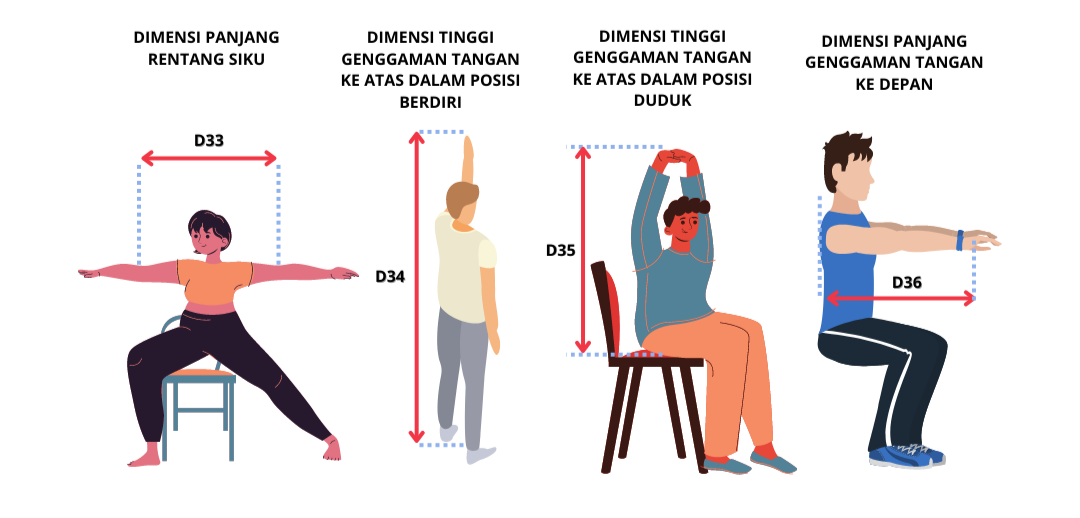 DIMENSI PANJANG
RENTANG SIKU
DIMENSI TINGGI
GENGGAMAN TANGAN
KE ATAS DALAM POSISI
BERDIRI
DIMENSI TINGGI
GENGGAMAN TANGAN
KE ATAS DALAM POSISI
DUDUK
DIMENSI PANJANG
GENGGAMAN TANGAN
KE DEPAN
D33
D34
D35
D36